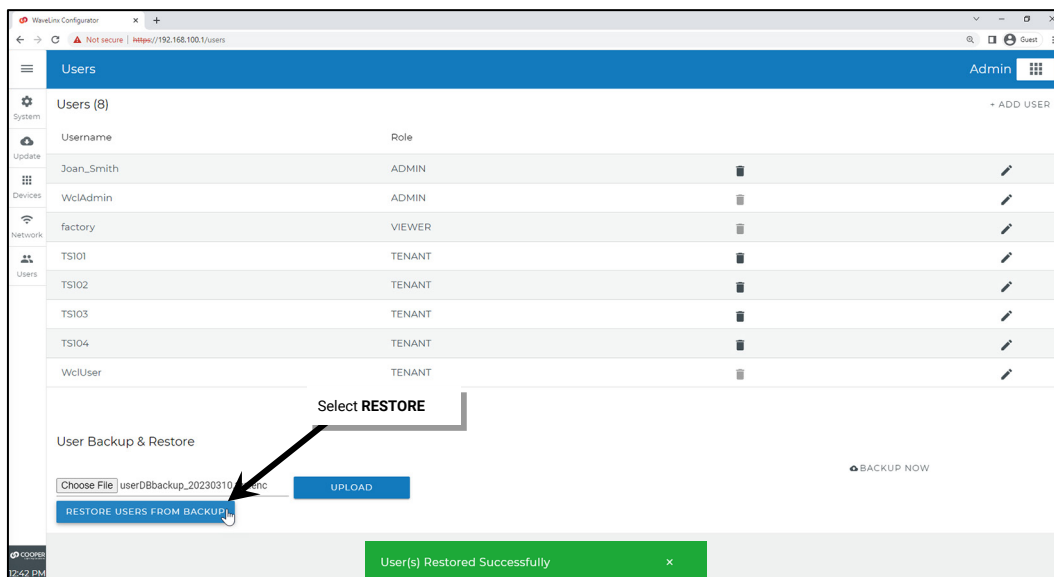 WaveLinx Configurator
Not secure | https://192.168.100.1/users
Guest
Users
Admin
System
Update
Devices
Network
Users
Users (8)
+ ADD USER
Username Role
Joan_Smith ADMIN
WclAdmin ADMIN
factory VIEWER
TS101 TENANT
TS102 TENANT
TS103 TENANT
TS104 TENANT
WclUser TENANT
Select RESTORE
User Backup & Restore
BACKUP NOW
Choose File userDBbackup_20230310 enc
UPLOAD
RESTORE USERS FROM BACKUP
User(s) Restored Successfully ×
COOPER
12:42 PM